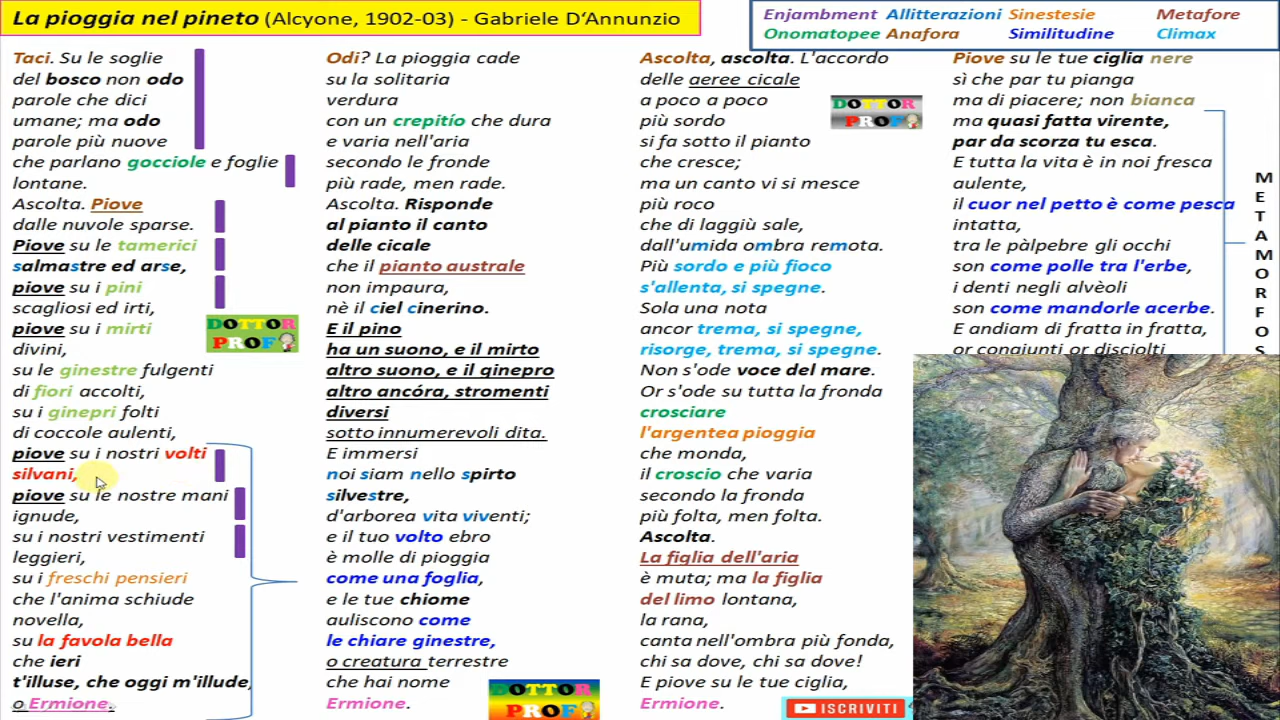 La pioggia nel pineto (Alcyone, 1902-03) - Gabriele D'Annunzio
Enjambment Allitterazioni Sinestesie Metafore
Onomatopee Anafora Similitudine Climax
Taci. Su le soglie
del bosco non odo
parole che dici
umane; ma odo
parole più nuove
che parlano gocciole e foglie
lontane.
Ascolta. Piove
dalle nuvole sparse.
Piove su le tamerici
salmastre ed arse,
piove su i pini
scagliosi ed irti,
piove su i mirti
divini,
su le ginestre fulgenti
di fiori accolti,
su i ginepri folti
di coccole aulenti,
piove su i nostri volti
silvani,
piove su le nostre mani
ignude,
su i nostri vestimenti
leggieri,
su i freschi pensieri
che l'anima schiude
novella,
su la favola bella
che ieri
t'illuse, che oggi m'illude,
o Ermione.
DOTTOR
PROF
Odi? La pioggia cade
su la solitaria
verdura
con un crepitío che dura
e varia nell'aria
secondo le fronde
più rade, men rade.
Ascolta. Risponde
al pianto il canto
delle cicale
che il pianto australe
non impaura,
nè il ciel cinerino.
E il pino
ha un suono, e il mirto
altro suono, e il ginepro
altro ancóra, stromenti
diversi
sotto innumerevoli dita.
E immersi
noi siam nello spirto
silvestre,
d'arborea vita viventi;
e il tuo volto ebro
è molle di pioggia
come una foglia,
e le tue chiome
auliscono come
le chiare ginestre,
o creatura terrestre
che hai nome
Ermione.
DOTTOR
PROF
Ascolta, ascolta. L'accordo
delle aeree cicale
a poco a poco
più sordo
si fa sotto il pianto
che cresce;
ma un canto vi si mesce
più roco
che di laggiù sale,
dall'umida ombra remota.
Più sordo e più fioco
s'allenta, si spegne.
Sola una nota
ancor trema, si spegne,
risorge, trema, si spegne.
Non s'ode voce del mare.
Or s'ode su tutta la fronda
crosciare
l'argentea pioggia
che monda,
il croscio che varia
secondo la fronda
più folta, men folta.
Ascolta.
La figlia dell'aria
è muta; ma la figlia
del limo lontana,
la rana,
canta nell'ombra più fonda,
chi sa dove, chi sa dove!
E piove su le tue ciglia,
Ermione.
DOTTOR
PROF
ISCRIVITI
Piove su le tue ciglia nere
sì che par tu pianga
ma di piacere; non bianca
ma quasi fatta virente,
par da scorza tu esca.
E tutta la vita è in noi fresca
aulente,
il cuor nel petto è come pesca
intatta,
tra le pàlpebre gli occhi
son come polle tra l'erbe,
i denti negli alvèoli
son come mandorle acerbe.
E andiam di fratta in fratta,
or congiunti or disciolti
METAMORFOS